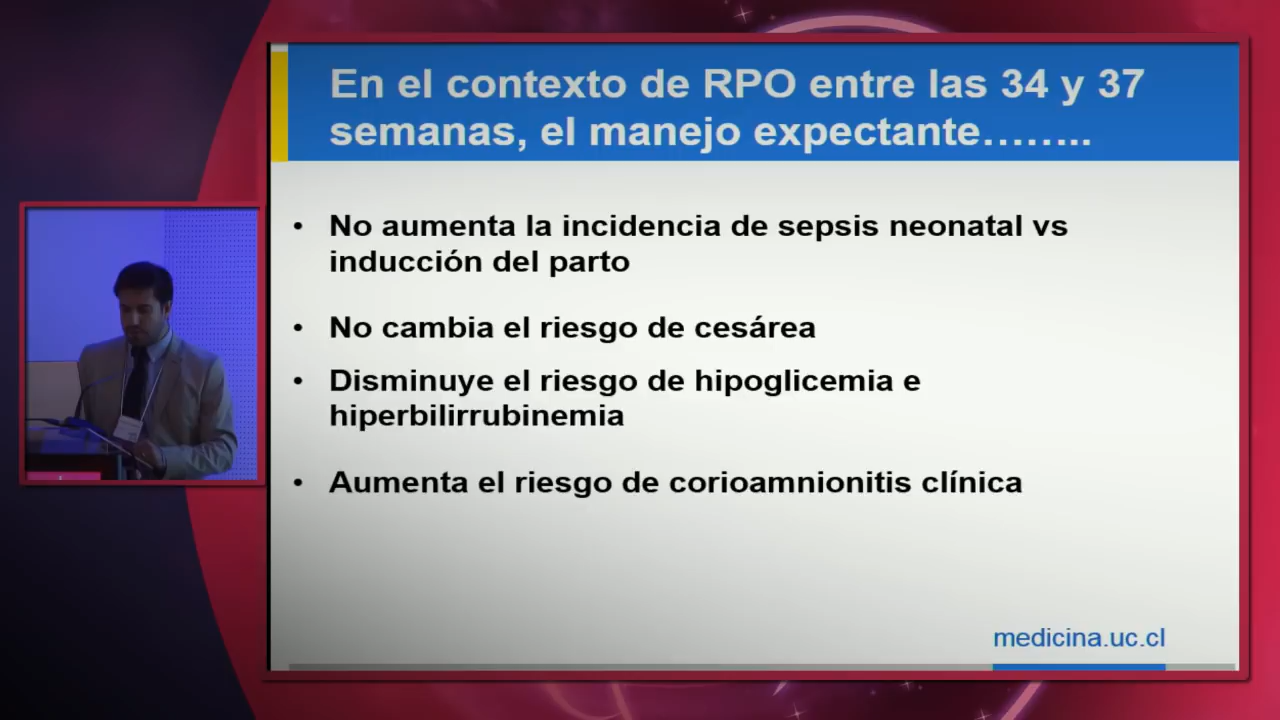 En el contexto de RPO entre las 34 y 37
semanas, el manejo expectante……..
• No aumenta la incidencia de sepsis neonatal vs
inducción del parto
• No cambia el riesgo de cesárea
• Disminuye el riesgo de hipoglicemia e
hiperbilirrubinemia
• Aumenta el riesgo de corioamnionitis clínica
medicina.uc.cl